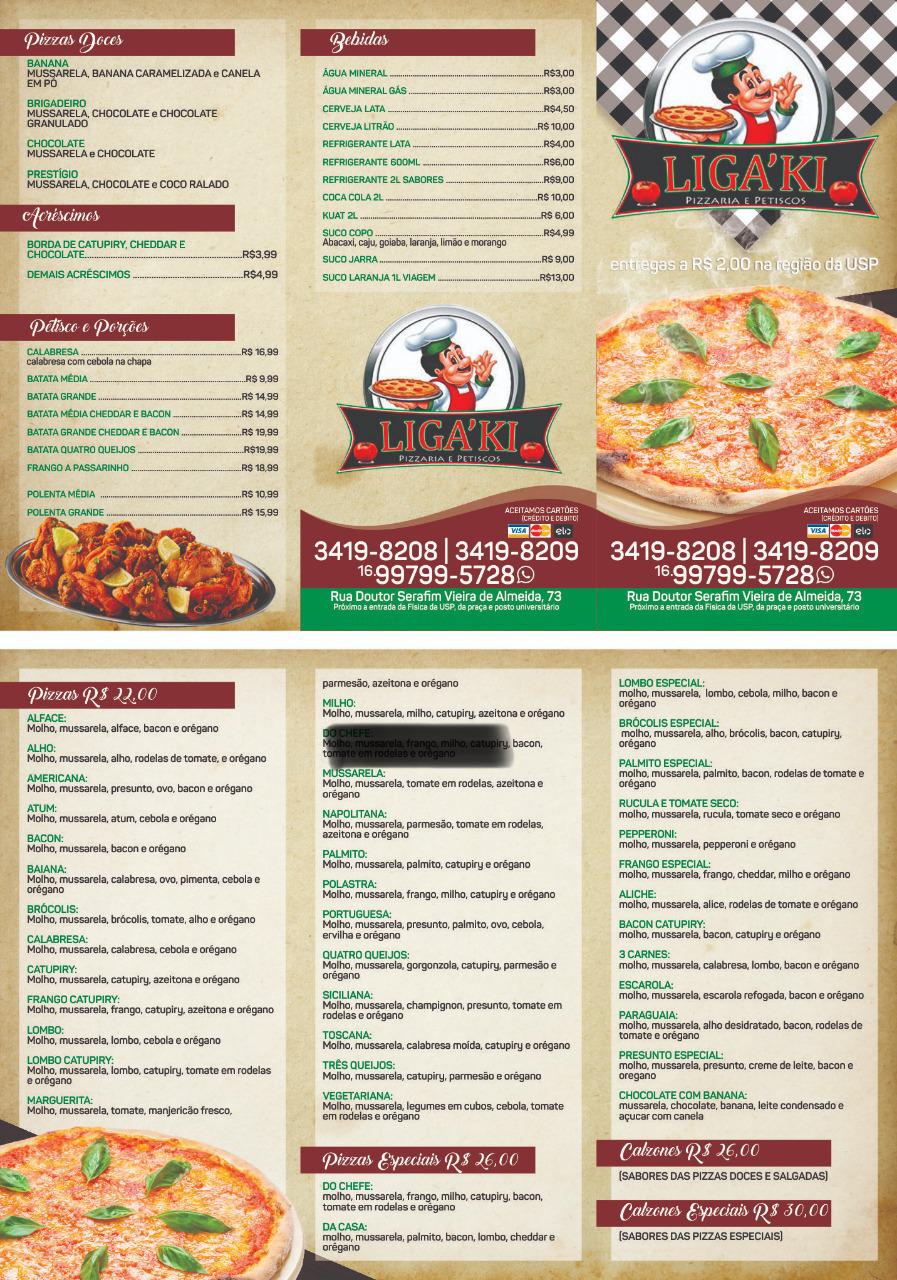 Pizzas Doces
BANANA
MUSSARELA, BANANA CARAMELIZADA e CANELA
EM PÓ
BRIGADEIRO
MUSSARELA, CHOCOLATE e CHOCOLATE
GRANULADO
CHOCOLATE
MUSSARELA e CHOCOLATE
PRESTÍGIO
MUSSARELA, CHOCOLATE e COCO RALADO
Acréscimos
BORDA DE CATUPIRY, CHEDDAR E
CHOCOLATE....................R$3,99
DEMAIS ACRÉSCIMOS ....................R$4,99
Petisco e Porções
CALABRESA ....................R$ 16,99
calabresa com cebola na chapa
BATATA MÉDIA ....................R$ 9,99
BATATA GRANDE ....................R$ 14,99
BATATA MÉDIA CHEDDAR E BACON ....................R$ 14,99
BATATA GRANDE CHEDDAR E BACON ....................R$ 19,99
BATATA QUATRO QUEIJOS ....................R$19,99
FRANGO A PASSARINHO ....................R$ 18,99
POLENTA MÉDIA ....................R$ 10,99
POLENTA GRANDE ....................R$ 15,99
Bebidas
ÁGUA MINERAL ....................R$3,00
ÁGUA MINERAL GÁS ....................R$3,00
CERVEJA LATA ....................R$4,50
CERVEJA LITRÃO ....................R$ 10,00
REFRIGERANTE LATA ....................R$4,00
REFRIGERANTE 600ML ....................R$6,00
REFRIGERANTE 2L SABORES ....................R$9,00
COCA COLA 2L ....................R$ 10,00
KUAT 2L ....................R$ 6,00
SUCO COPO ....................R$4,99
Abacaxi, caju, goiaba, laranja, limão e morango
SUCO JARRA ....................R$ 9,00
SUCO LARANJA 1L VIAGEM ....................R$13,00
LIGA'KI
PIZZARIA E PETISCOS
ACEITAMOS CARTÕES
(CRÉDITO E DEBITO)
VISA MasterCard elo
3419-8208 | 3419-8209
16.99799-5728
Rua Doutor Serafim Vieira de Almeida, 73
Próximo a entrada da Física da USP, da praça e posto universitário
LIGA'KI
PIZZARIA E PETISCOS
entregas a R$ 2,00 na região da USP
ACEITAMOS CARTÕES
(CRÉDITO E DEBITO)
VISA MasterCard elo
3419-8208 | 3419-8209
16.99799-5728
Rua Doutor Serafim Vieira de Almeida, 73
Próximo a entrada da Física da USP, da praça e posto universitário
Pizzas R$ 22,00
ALFACE:
Molho, mussarela, alface, bacon e orégano
ALHO:
Molho, mussarela, alho, rodelas de tomate, e orégano
AMERICANA:
Molho, mussarela, presunto, ovo, bacon e orégano
ATUM:
Molho, mussarela, atum, cebola e orégano
BACON:
Molho, mussarela, bacon e orégano
BAIANA:
Molho, mussarela, calabresa, ovo, pimenta, cebola e
orégano
BRÓCOLIS:
Molho, mussarela, brócolis, tomate, alho e orégano
CALABRESA:
Molho, mussarela, calabresa, cebola e orégano
CATUPIRY:
Molho, mussarela, catupiry, azeitona e orégano
FRANGO CATUPIRY:
Molho, mussarela, frango, catupiry, azeitona e orégano
LOMBO:
Molho, mussarela, lombo, cebola e orégano
LOMBO CATUPIRY:
Molho, mussarela, lombo, catupiry, tomate em rodelas
e orégano
MARGUERITA:
Molho, mussarela, tomate, manjericão fresco,
parmesão, azeitona e orégano
MILHO:
Molho, mussarela, milho, catupiry, azeitona e orégano
DO CHEFE:
Molho, mussarela, frango, milho, catupiry, bacon,
tomate em rodelas e orégano
MUSSARELA:
Molho, mussarela, tomate em rodelas, azeitona e
orégano
NAPOLITANA:
Molho, mussarela, parmesão, tomate em rodelas,
azeitona e orégano
PALMITO:
Molho, mussarela, palmito, catupiry e orégano
POLASTRA:
Molho, mussarela, frango, milho, catupiry e orégano
PORTUGUESA:
Molho, mussarela, presunto, palmito, ovo, cebola,
ervilha e orégano
QUATRO QUEIJOS:
Molho, mussarela, gorgonzola, catupiry, parmesão e
orégano
SICILIANA:
Molho, mussarela, champignon, presunto, tomate em
rodelas e orégano
TOSCANA:
Molho, mussarela, calabresa moída, catupiry e orégano
TRÊS QUEIJOS:
Molho, mussarela, catupiry, parmesão e orégano
VEGETARIANA:
Molho, mussarela, legumes em cubos, cebola, tomate
em rodelas e orégano
Pizzas Especiais R$ 26,00
DO CHEFE:
molho, mussarela, frango, milho, catupiry, bacon,
tomate em rodelas e orégano
DA CASA:
molho, mussarela, palmito, bacon, lombo, cheddar e
orégano
LOMBO ESPECIAL:
molho, mussarela, lombo, cebola, milho, bacon e
orégano
BRÓCOLIS ESPECIAL:
molho, mussarela, alho, brócolis, bacon, catupiry,
orégano
PALMITO ESPECIAL:
molho, mussarela, palmito, bacon, rodelas de tomate e
orégano
RUCULA E TOMATE SECO:
molho, mussarela, rucula, tomate seco e orégano
PEPPERONI:
molho, mussarela, pepperoni e orégano
FRANGO ESPECIAL:
molho, mussarela, frango, cheddar, milho e orégano
ALICHE:
molho, mussarela, alice, rodelas de tomate e orégano
BACON CATUPIRY:
molho, mussarela, bacon, catupiry e orégano
3 CARNES:
molho, mussarela, calabresa, lombo, bacon e orégano
ESCAROLA:
molho, mussarela, escarola refogada, bacon e orégano
PARAGUAIA:
molho, mussarela, alho desidratado, bacon, rodelas de
tomate e orégano
PRESUNTO ESPECIAL:
molho, mussarela, presunto, creme de leite, bacon e
oregano
CHOCOLATE COM BANANA:
mussarela, chocolate, banana, leite condensado e
açucar com canela
Calzones R$ 26,00
(SABORES DAS PIZZAS DOCES E SALGADAS)
Calzones Especiais R$ 30,00
(SABORES DAS PIZZAS ESPECIAIS)